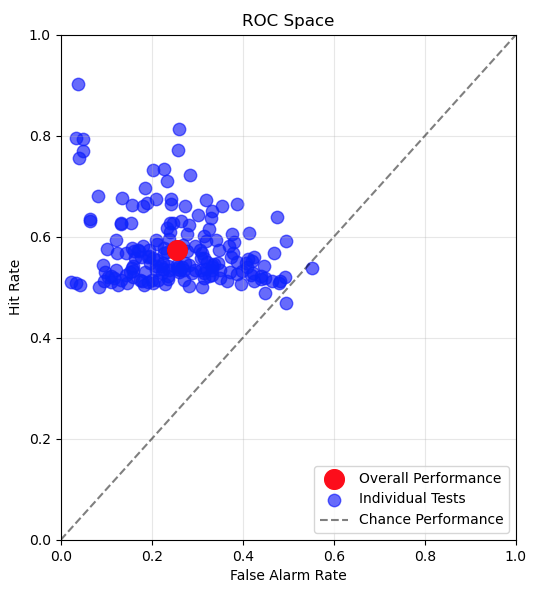 ROC Space
1.0
0.8
0.6
0.4
0.2
0.0
Hit Rate
0.0 0.2 0.4 0.6 0.8 1.0
False Alarm Rate
Overall Performance
Individual Tests
Chance Performance